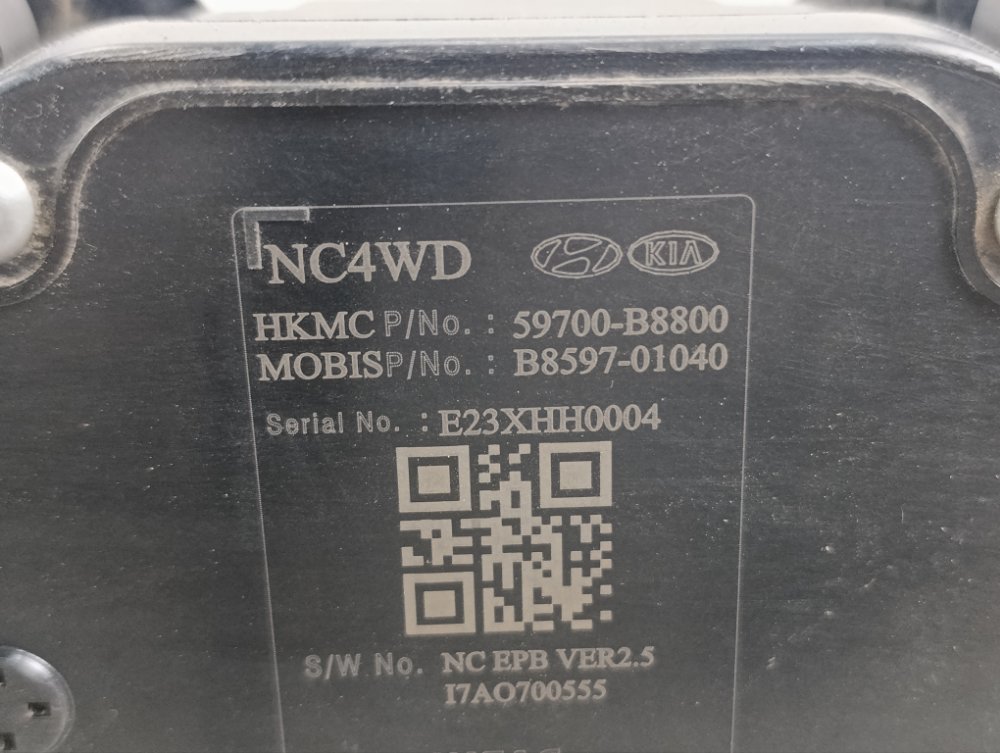 NC4WD KIA
HKMC P/No. : 59700-B8800
MOBIS P/No. : B8597-01040
Serial No. : E23XHH0004
S/W No. NC EPB VER2.5
I7AO700555